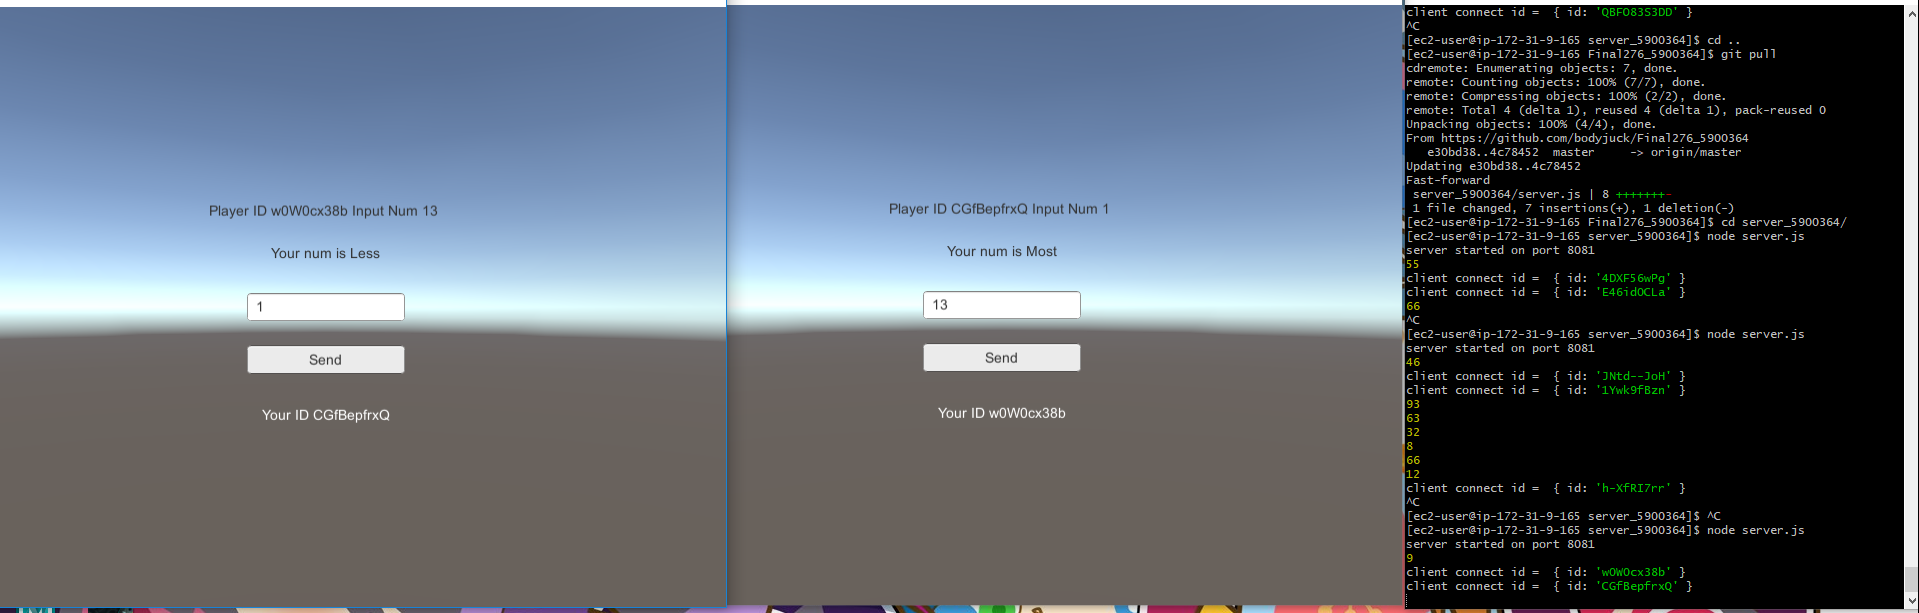 Player ID w0W0cx38b Input Num 13
Your num is Less
1
Send
Your ID CGfBepfrxQ
Player ID CGfBepfrxQ Input Num 1
Your num is Most
13
Send
Your ID w0W0cx38b
client connect id =  { id: 'QBFO83S3DD' }
^C
[ec2-user@ip-172-31-9-165 server_5900364]$ cd ..
[ec2-user@ip-172-31-9-165 Final276_5900364]$ git pull
cdremote: Enumerating objects: 7, done.
remote: Counting objects: 100% (7/7), done.
remote: Compressing objects: 100% (2/2), done.
remote: Total 4 (delta 1), reused 4 (delta 1), pack-reused 0
Unpacking objects: 100% (4/4), done.
From https://github.com/bodyjuck/Final276_5900364
   e30bd38..4c78452  master     -> origin/master
Updating e30bd38..4c78452
Fast-forward
 server_5900364/server.js | 8 +++++++-
 1 file changed, 7 insertions(+), 1 deletion(-)
[ec2-user@ip-172-31-9-165 Final276_5900364]$ cd server_5900364/
[ec2-user@ip-172-31-9-165 server_5900364]$ node server.js
server started on port 8081
55
client connect id =  { id: '4DXF56wPg' }
client connect id =  { id: 'E46idOCLa' }
66
^C
[ec2-user@ip-172-31-9-165 server_5900364]$ node server.js
server started on port 8081
46
client connect id =  { id: 'JNtd--JoH' }
client connect id =  { id: '1Ywk9fBzn' }
93
63
32
8
66
12
client connect id =  { id: 'h-XfRI7rr' }
^C
[ec2-user@ip-172-31-9-165 server_5900364]$ ^C
[ec2-user@ip-172-31-9-165 server_5900364]$ node server.js
server started on port 8081
9
client connect id =  { id: 'w0W0cx38b' }
client connect id =  { id: 'CGfBepfrxQ' }